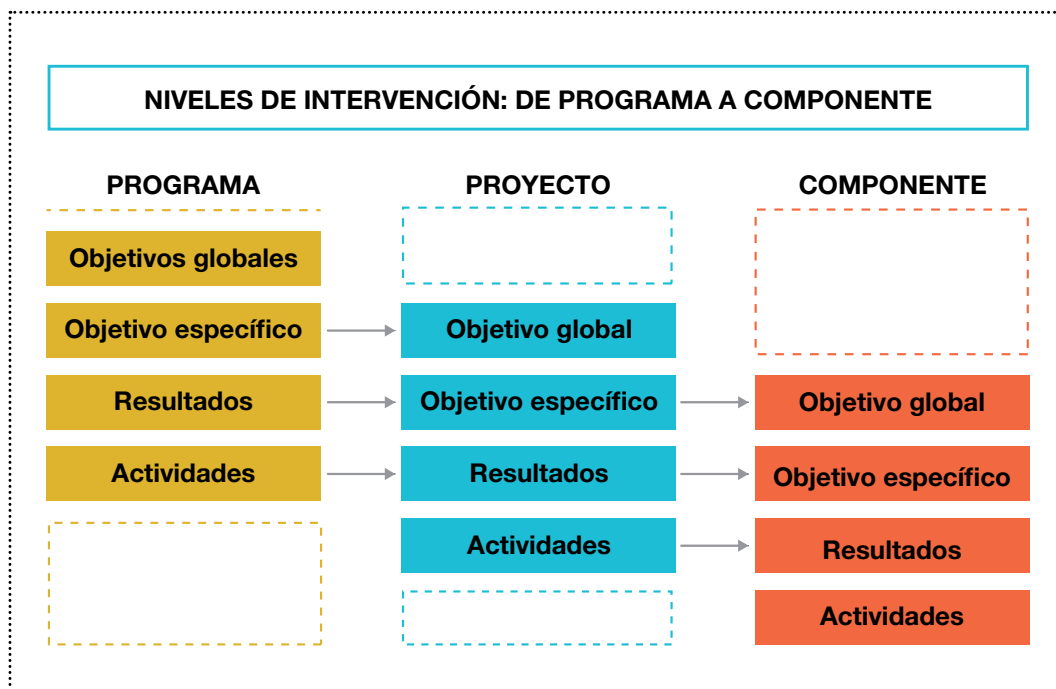 NIVELES DE INTERVENCIÓN: DE PROGRAMA A COMPONENTE
PROGRAMA
Objetivos globales
Objetivo específico
Resultados
Actividades
PROYECTO
Objetivo global
Objetivo específico
Resultados
Actividades
COMPONENTE
Objetivo global
Objetivo específico
Resultados
Actividades